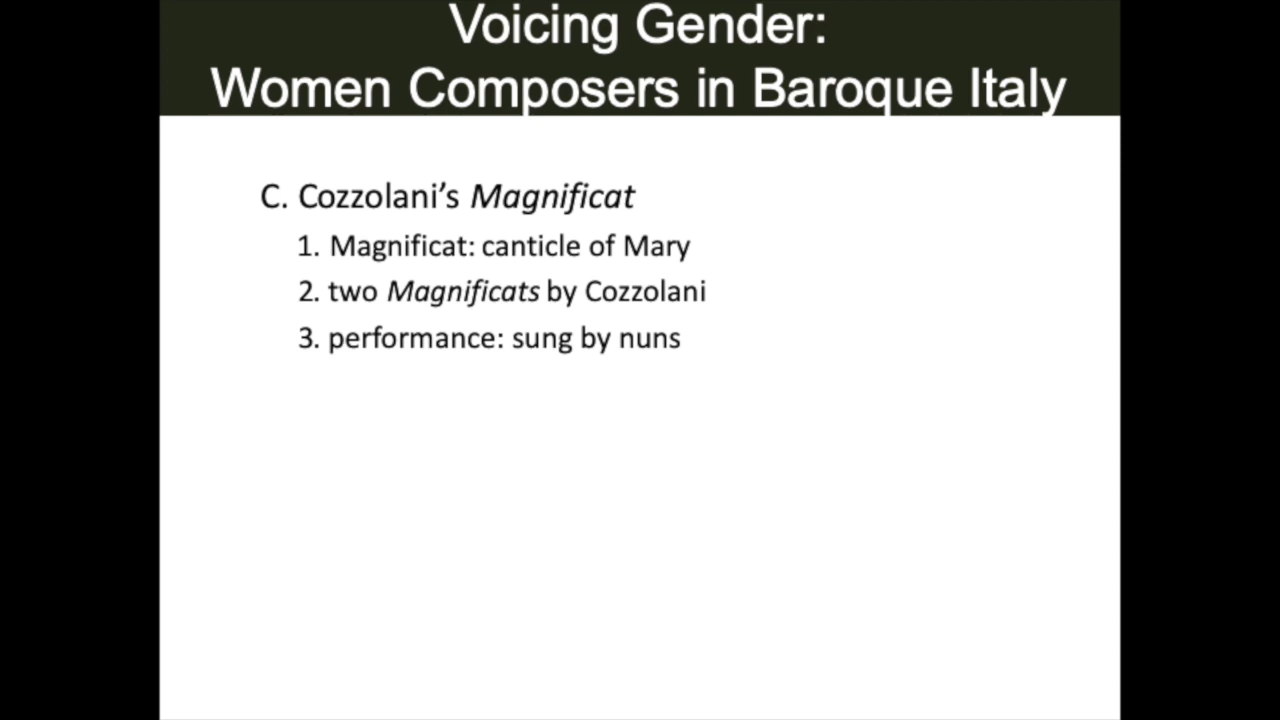 Voicing Gender:
Women Composers in Baroque Italy
C. Cozzolani’s Magnificat
1. Magnificat: canticle of Mary
2. two Magnificats by Cozzolani
3. performance: sung by nuns